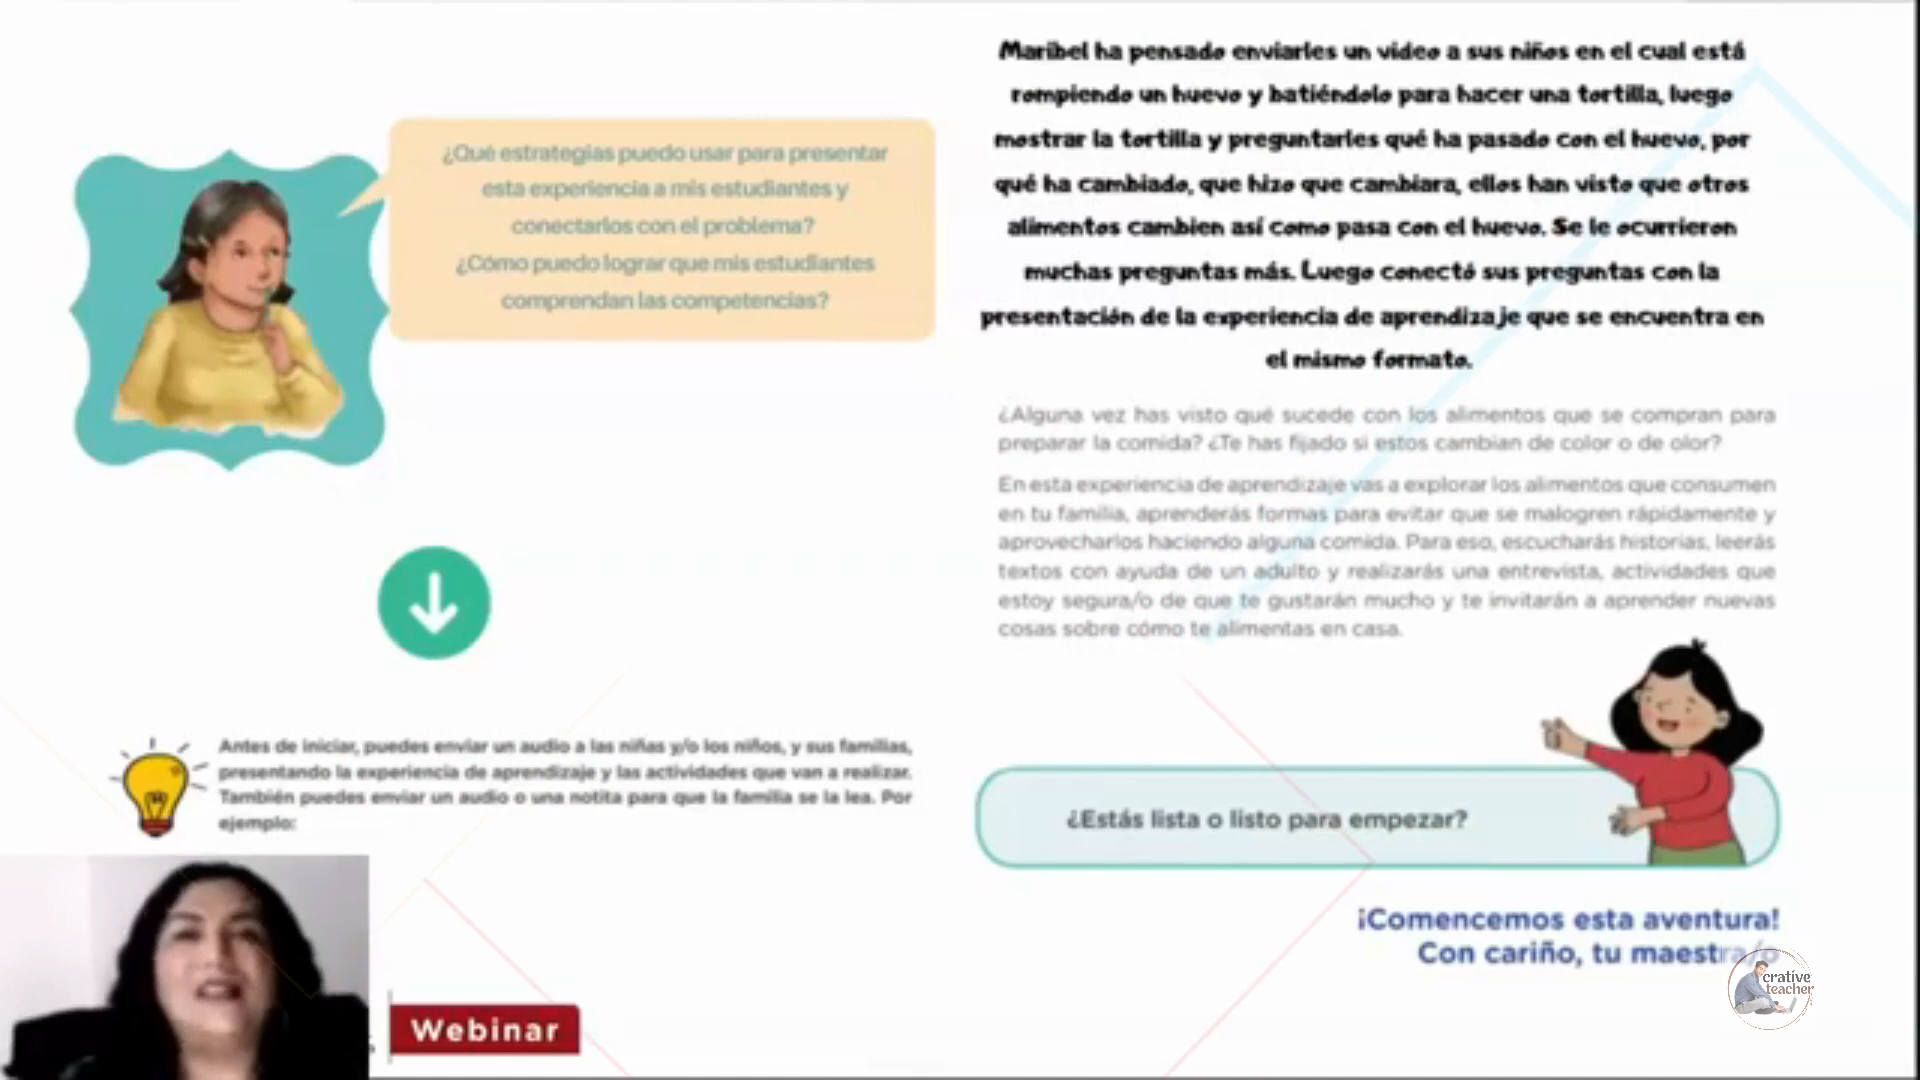 ¿Qué estrategias puedo usar para presentar
esta experiencia a mis estudiantes y
conectarlos con el problema?
¿Cómo puedo lograr que mis estudiantes
comprendan las competencias?
Antes de iniciar, puedes enviar un audio a las niñas y/o los niños, y sus familias,
presentando la experiencia de aprendizaje y las actividades que van a realizar.
También puedes enviar un audio o una notita para que la familia se la lea. Por
ejemplo:
Webinar
Maribel ha pensado enviarles un video a sus niños en el cual está
rompiendo un huevo y batiéndolo para hacer una tortilla, luego
mostrar la tortilla y preguntarles qué ha pasado con el huevo, por
qué ha cambiado, que hizo que cambiara, ellos han visto que otros
alimentos cambien así como pasa con el huevo. Se le ocurrieron
muchas preguntas más. Luego conectó sus preguntas con la
presentación de la experiencia de aprendizaje que se encuentra en
el mismo formato.
¿Alguna vez has visto qué sucede con los alimentos que se compran para
preparar la comida? ¿Te has fijado si estos cambian de color o de olor?
En esta experiencia de aprendizaje vas a explorar los alimentos que consumen
en tu familia, aprenderás formas para evitar que se malogren rápidamente y
aprovecharlos haciendo alguna comida. Para eso, escucharás historias, leerás
textos con ayuda de un adulto y realizarás una entrevista, actividades que
estoy segura/o de que te gustarán mucho y te invitarán a aprender nuevas
cosas sobre cómo te alimentas en casa.
¿Estás lista o listo para empezar?
¡Comencemos esta aventura!
Con cariño, tu maestra/o
crative
teacher